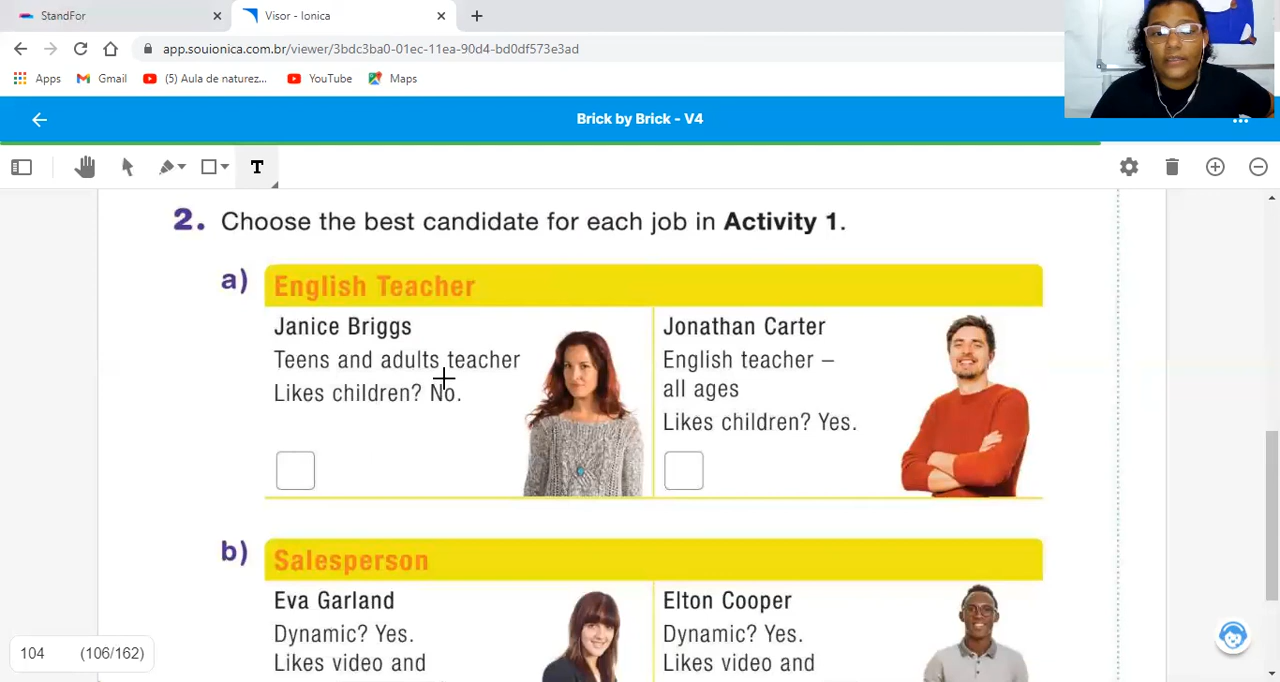 StandFor
Visor - Ionica
app.souionica.com.br/viewer/3bdc3ba0-01ec-11ea-90d4-bd0df573e3ad
Apps Gmail (5) Aula de naturez... YouTube Maps
Brick by Brick - V4
T
2. Choose the best candidate for each job in Activity 1.
a) English Teacher
Janice Briggs
Teens and adults teacher
Likes children? No.
Jonathan Carter
English teacher –
all ages
Likes children? Yes.
b) Salesperson
Eva Garland
Dynamic? Yes.
Likes video and
Elton Cooper
Dynamic? Yes.
Likes video and
104 (106/162)